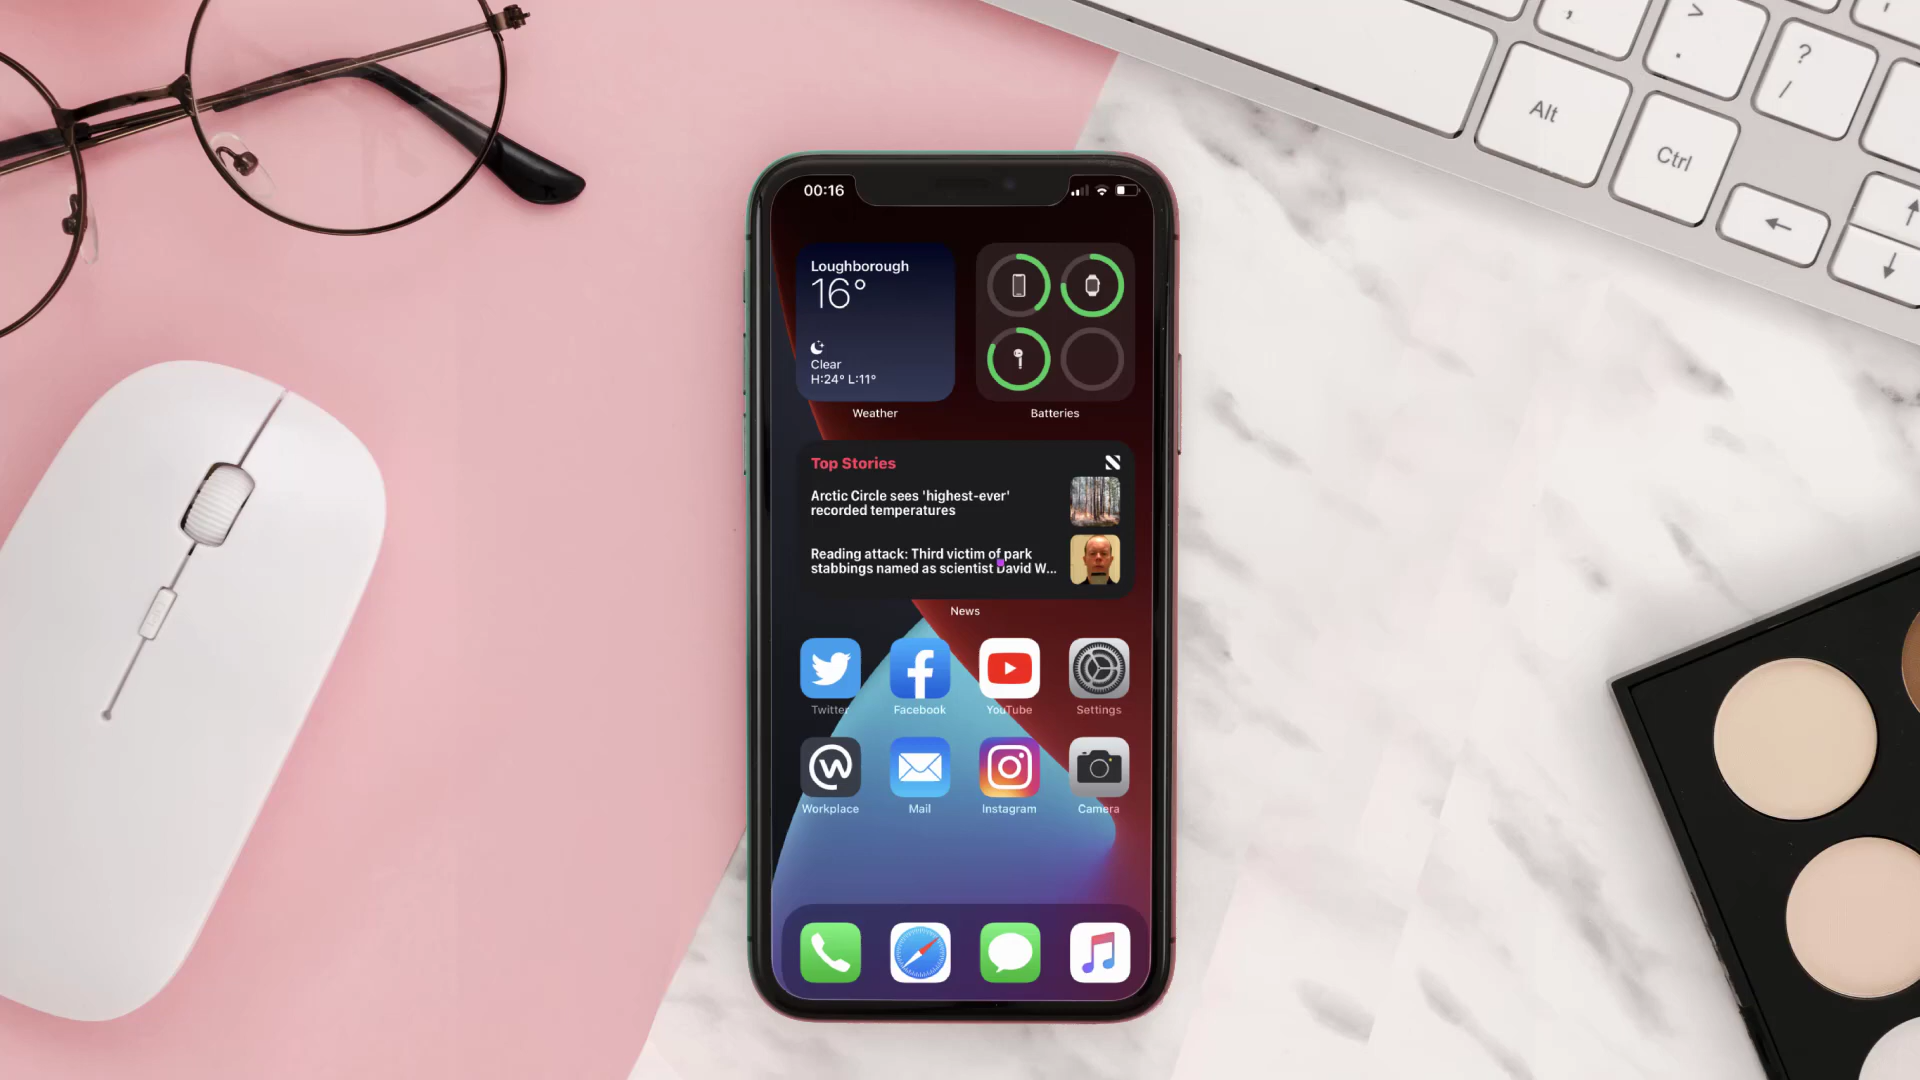 Alt
Ctrl
,
>
.
?
/
00:16
Loughborough
16°
Clear
H:24° L:11°
Weather
Batteries
Top Stories
Arctic Circle sees 'highest-ever'
recorded temperatures
Reading attack: Third victim of park
stabbings named as scientist David W...
News
Twitter
Facebook
YouTube
Settings
Workplace
Mail
Instagram
Camera